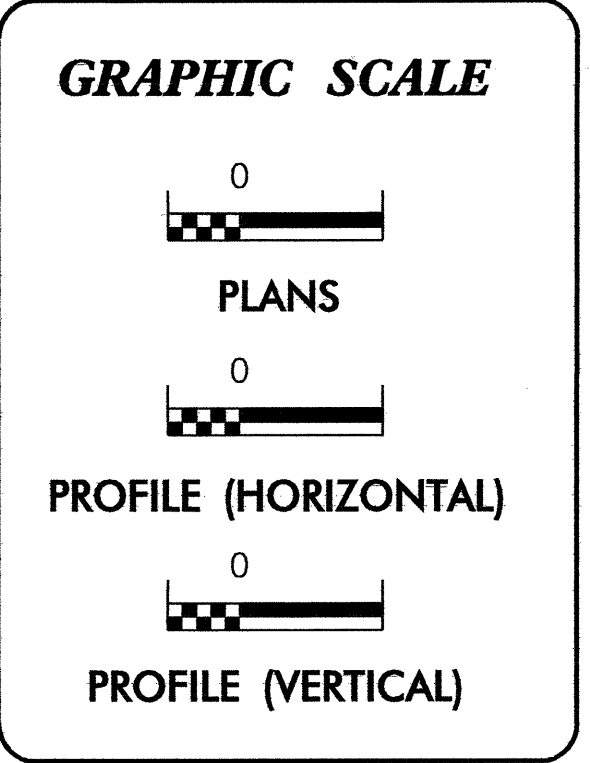 GRAPHIC SCALE
0
PLANS
0
PROFILE (HORIZONTAL)
0
PROFILE (VERTICAL)